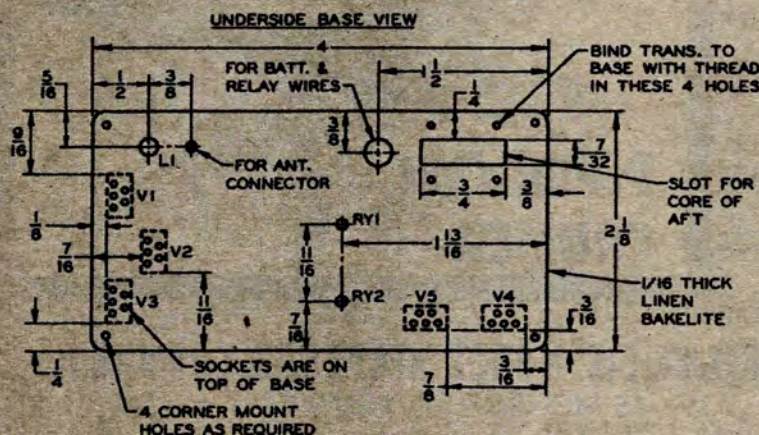 UNDERSIDE BASE VIEW
4
5/16
1/2
3/8
FOR BATT. &
RELAY WIRES
1 1/2
BIND TRANS. TO
BASE WITH THREAD
IN THESE 4 HOLES
1/4
9/16
3/8
7/32
L1
FOR ANT.
CONNECTOR
V1
3/4
3/8
SLOT FOR
CORE OF
AFT
1/8
RY1
2 1/8
7/16
V2
11/16
1 13/16
V3
11/16
RY2
7/16
V5
V4
3/16
1/16 THICK
LINEN
BAKELITE
1/4
SOCKETS ARE ON
TOP OF BASE
7/8
3/16
4 CORNER MOUNT
HOLES AS REQUIRED